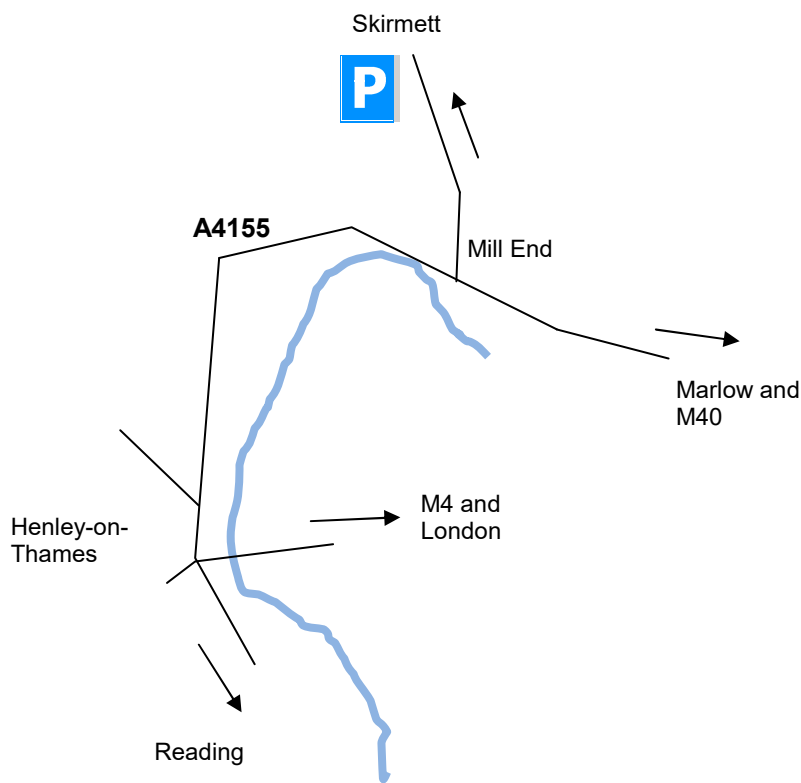 Skirmett
P
A4155
Mill End
Marlow and
M40
M4 and
London
Henley-on-
Thames
Reading